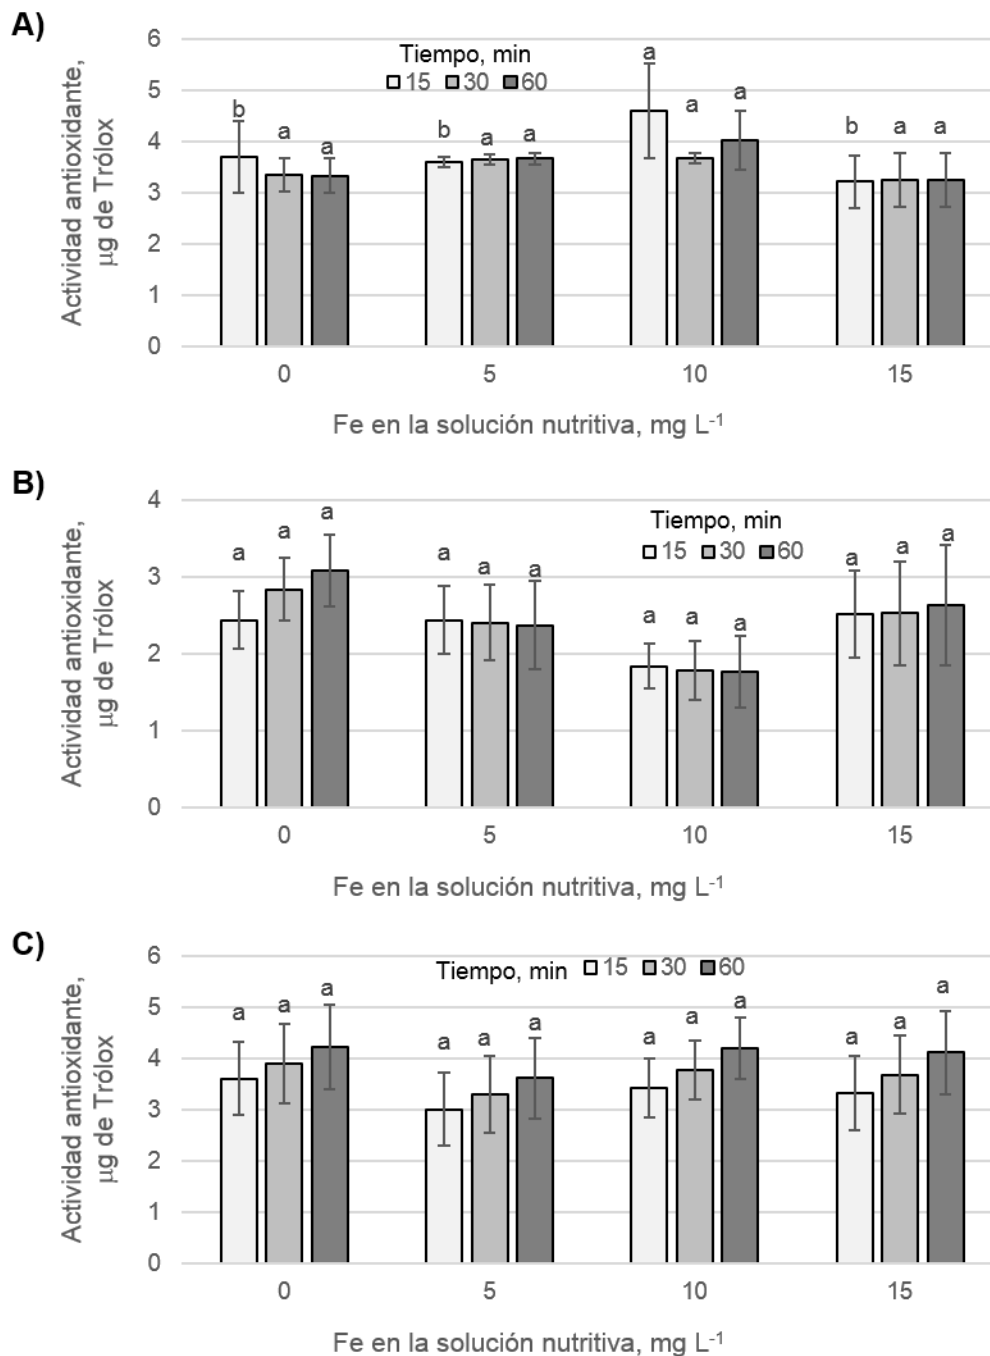 A)
6
5
4
3
2
1
0
Actividad antioxidante,
µg de Trólox
Tiempo, min
15 30 60
b a a
b a a
a a a
b a a
0 5 10 15
Fe en la solución nutritiva, mg L-1
B)
4
3
2
1
0
Actividad antioxidante,
µg de Trólox
Tiempo, min
15 30 60
a a a
a a a
a a a
a a a
0 5 10 15
Fe en la solución nutritiva, mg L-1
C)
6
5
4
3
2
1
0
Actividad antioxidante,
µg de Trólox
Tiempo, min 15 30 60
a a a
a a a
a a a
a a a
0 5 10 15
Fe en la solución nutritiva, mg L-1